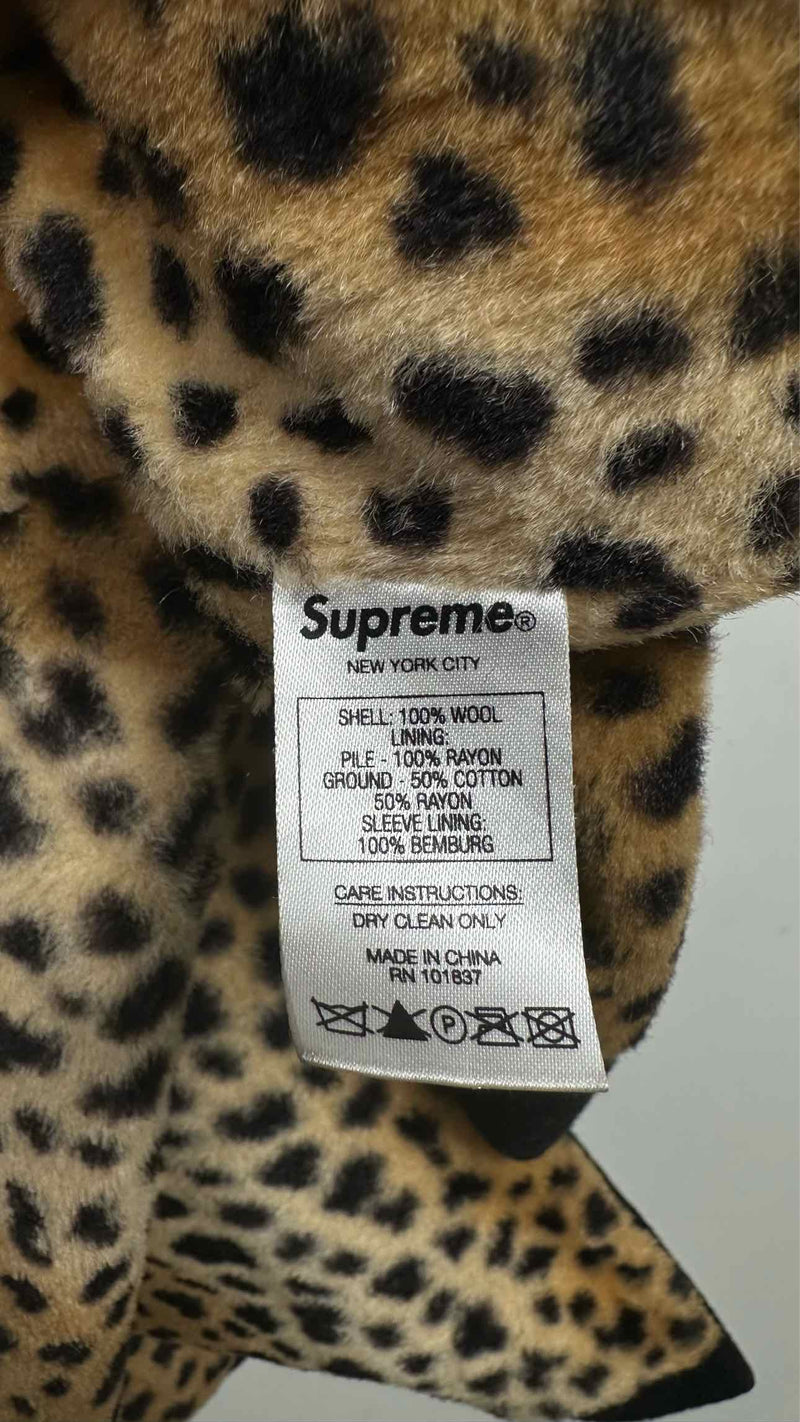 Supreme®
NEW YORK CITY
SHELL: 100% WOOL
LINING:
PILE - 100% RAYON
GROUND - 50% COTTON
50% RAYON
SLEEVE LINING:
100% BEMBURG
CARE INSTRUCTIONS:
DRY CLEAN ONLY
MADE IN CHINA
RN 101837
P